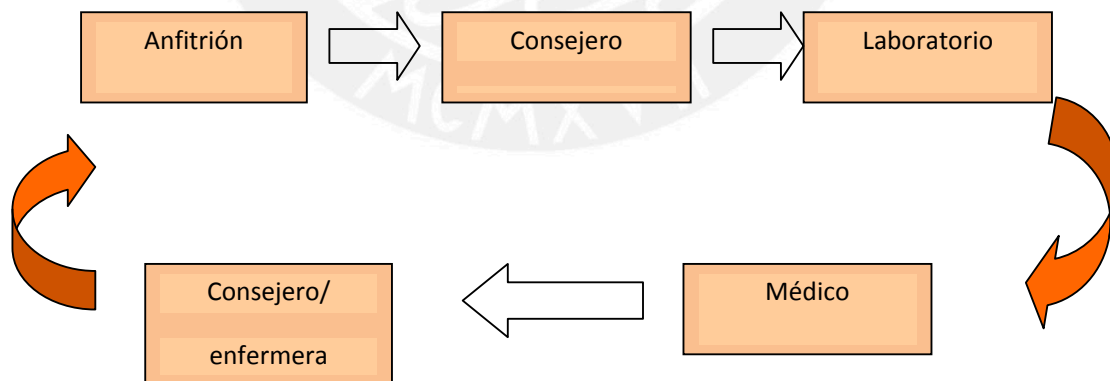 Anfitrión
Consejero
Laboratorio
Consejero/
enfermera
Médico